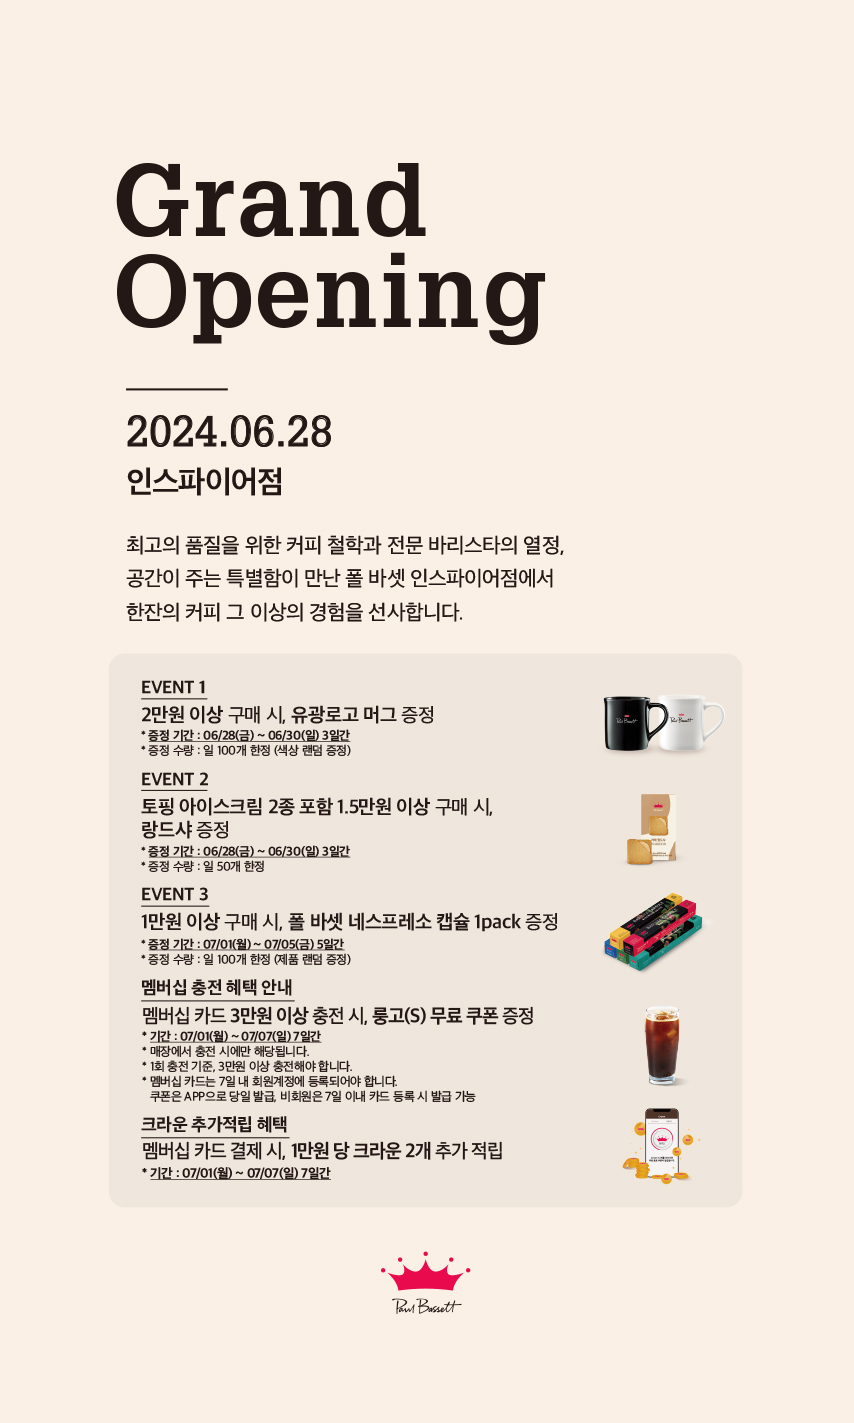 Grand
Opening
2024.06.28
인스파이어점
최고의 품질을 위한 커피 철학과 전문 바리스타의 열정,
공간이 주는 특별함이 만난 폴 바셋 인스파이어점에서
한잔의 커피 그 이상의 경험을 선사합니다.
EVENT 1
2만원 이상 구매 시, 유광로고 머그 증정
* 증정 기간 : 06/28(금) ~ 06/30(일) 3일간
* 증정 수량 : 일 100개 한정 (색상 랜덤 증정)
Paul Bassett
Paul Bassett
EVENT 2
토핑 아이스크림 2종 포함 1.5만원 이상 구매 시,
랑드샤 증정
* 증정 기간 : 06/28(금) ~ 06/30(일) 3일간
* 증정 수량 : 일 50개 한정
EVENT 3
1만원 이상 구매 시, 폴 바셋 네스프레소 캡슐 1pack 증정
* 증정 기간 : 07/01(월) ~ 07/05(금) 5일간
* 증정 수량 : 일 100개 한정 (제품 랜덤 증정)
멤버십 충전 혜택 안내
멤버십 카드 3만원 이상 충전 시, 룽고(S) 무료 쿠폰 증정
* 기간 : 07/01(월) ~ 07/07(일) 7일간
* 매장에서 충전 시에만 해당됩니다.
* 1회 충전 기준, 3만원 이상 충전해야 합니다.
* 멤버십 카드는 7일 내 회원계정에 등록되어야 합니다.
쿠폰은 APP으로 당일 발급, 비회원은 7일 이내 카드 등록 시 발급 가능
크라운 추가적립 혜택
멤버십 카드 결제 시, 1만원 당 크라운 2개 추가 적립
* 기간 : 07/01(월) ~ 07/07(일) 7일간
Paul Bassett